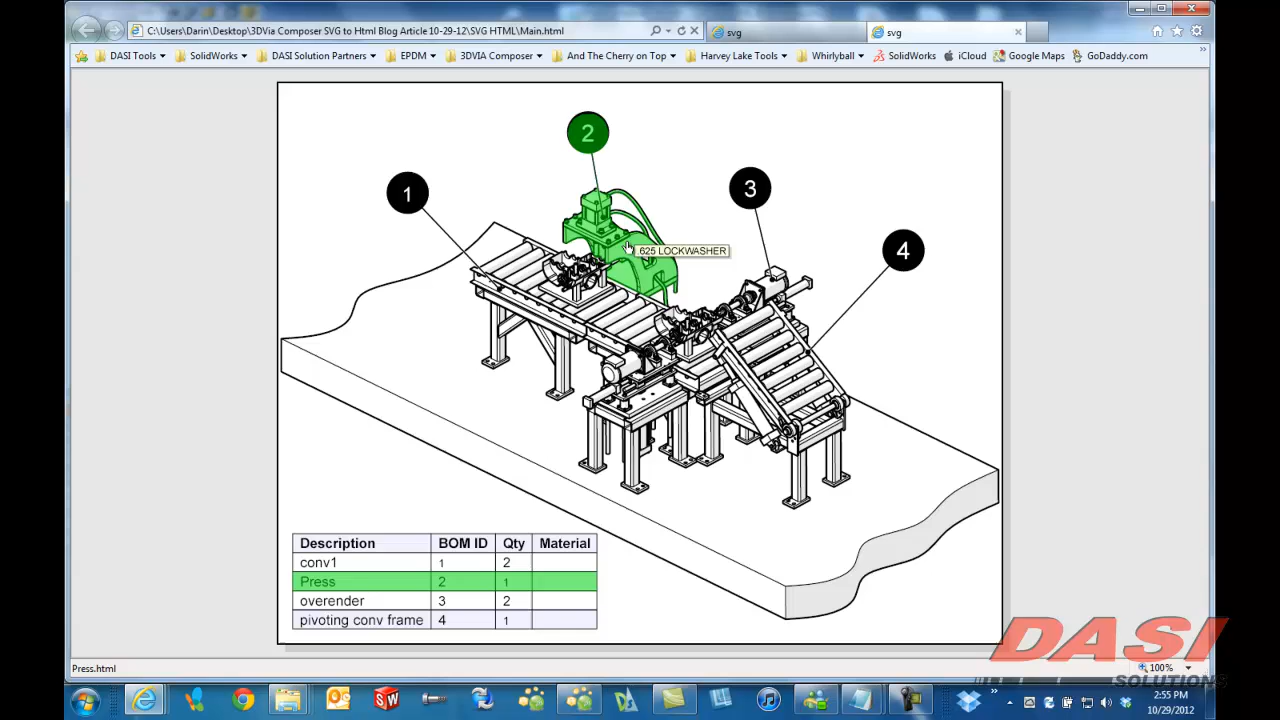 C:\Users\Darin\Desktop\3DVia Composer SVG to Html Blog Article 10-29-12\SVG HTML\Main.html
svg
svg
DASI Tools
SolidWorks
DASI Solution Partners
EPDM
3DVIA Composer
And The Cherry on Top
Harvey Lake Tools
Whirlyball
SolidWorks
iCloud
Google Maps
GoDaddy.com
2
1
3
4
.625 LOCKWASHER
Description BOM ID Qty Material
conv1 1 2
Press 2 1
overender 3 2
pivoting conv frame 4 1
DASI
SOLUTIONS
Press.html
100%
2:55 PM
10/29/2012